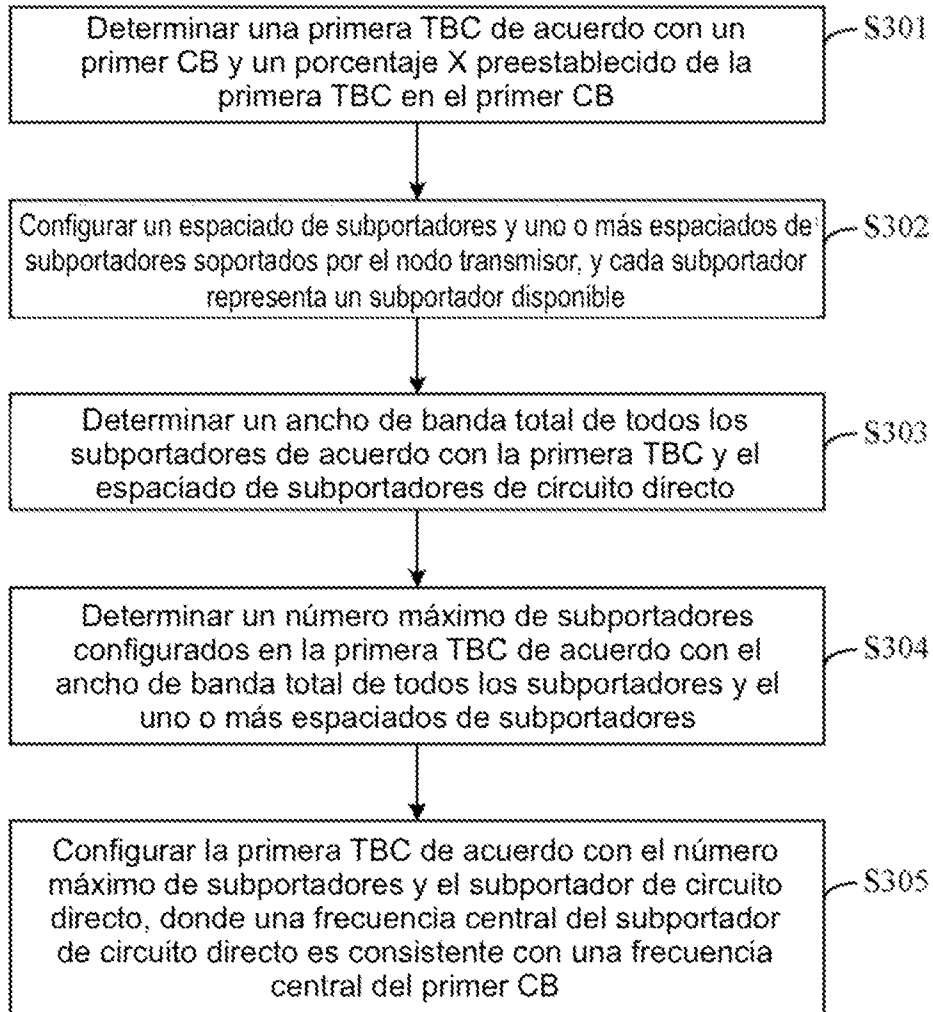 Determinar una primera TBC de acuerdo con un
primer CB y un porcentaje X preestablecido de la
primera TBC en el primer CB
S301
Configurar un espaciado de subportadores y uno o más espaciados de
subportadores soportados por el nodo transmisor, y cada subportador
representa un subportador disponible
S302
Determinar un ancho de banda total de todos los
subportadores de acuerdo con la primera TBC y el
espaciado de subportadores de circuito directo
S303
Determinar un número máximo de subportadores
configurados en la primera TBC de acuerdo con el
ancho de banda total de todos los subportadores y el
uno o más espaciados de subportadores
S304
Configurar la primera TBC de acuerdo con el número
máximo de subportadores y el subportador de circuito
directo, donde una frecuencia central del subportador
de circuito directo es consistente con una frecuencia
central del primer CB
S305